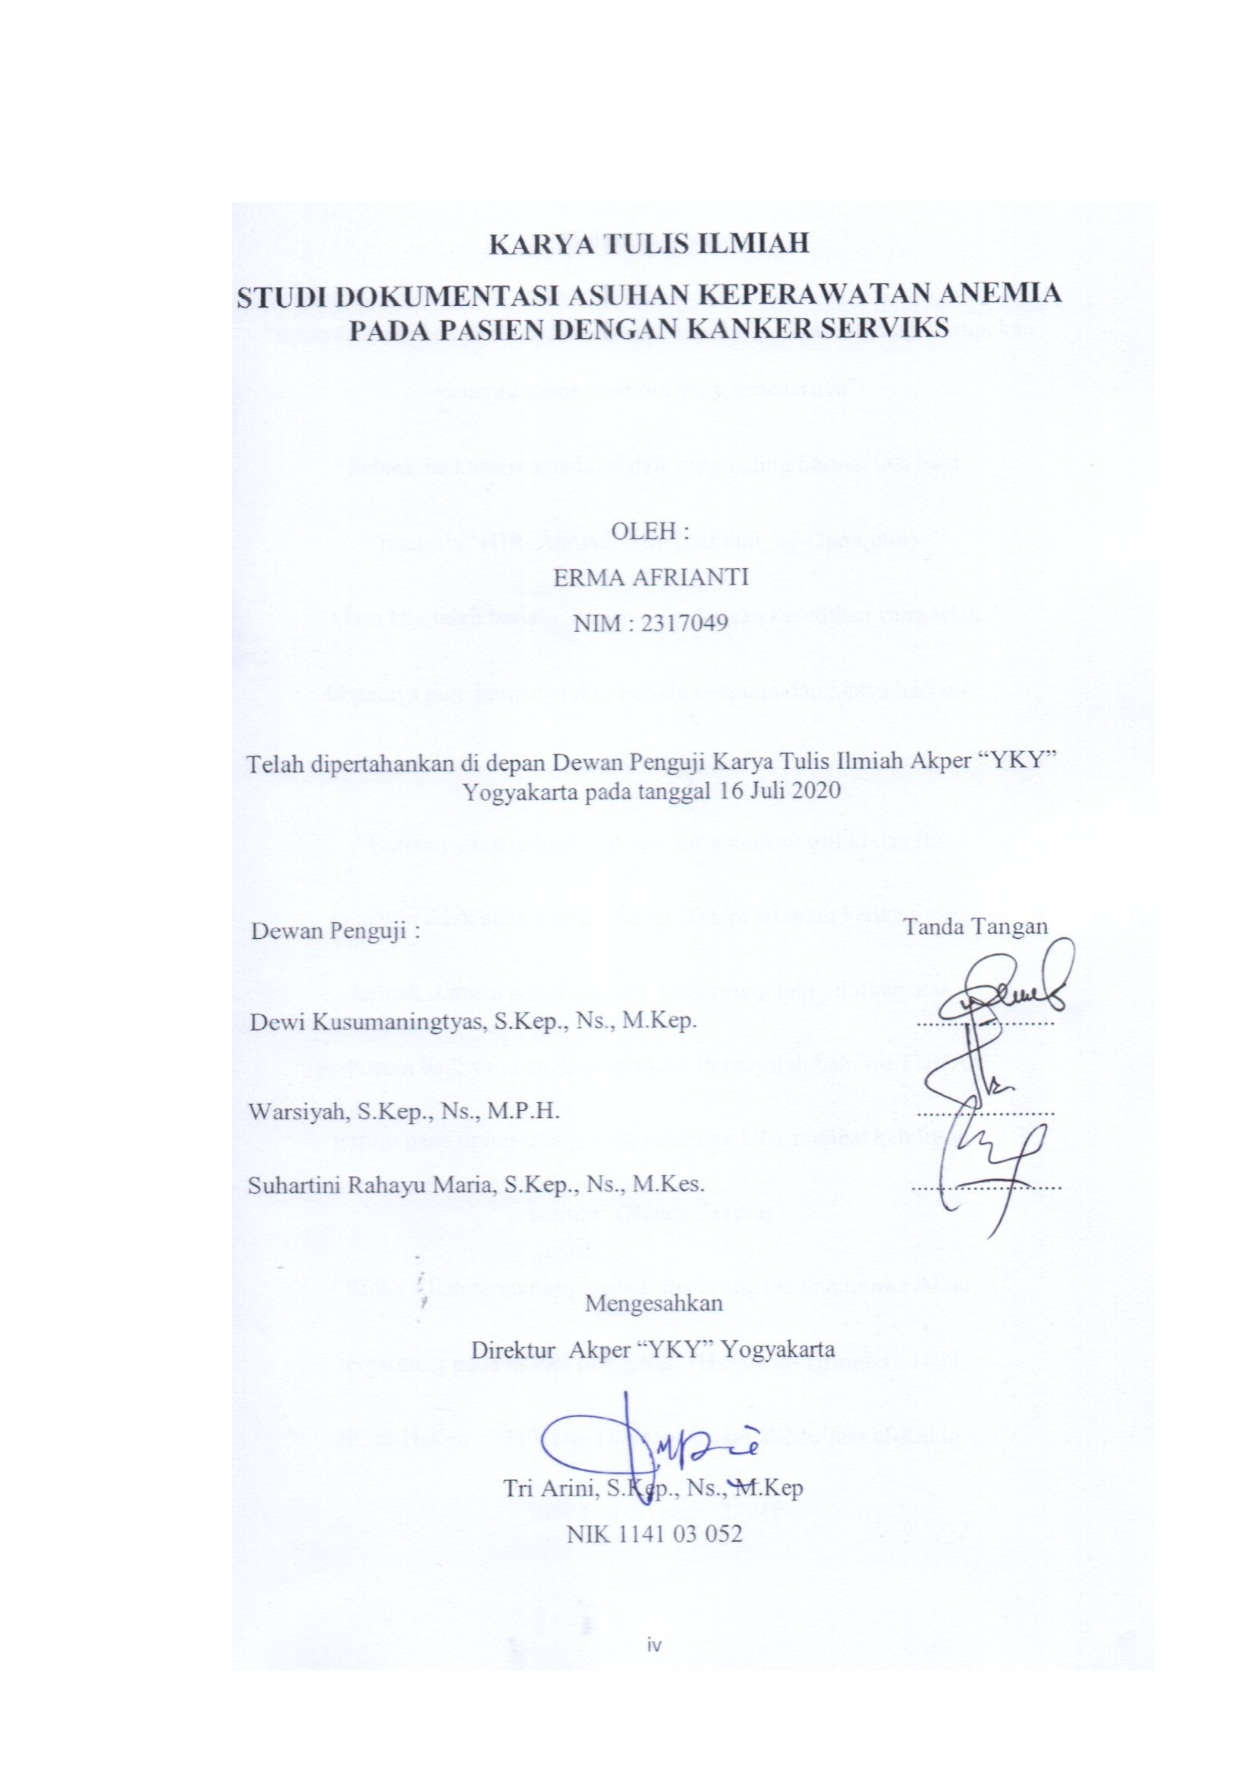 KARYA TULIS ILMIAH
STUDI DOKUMENTASI ASUHAN KEPERAWATAN ANEMIA
PADA PASIEN DENGAN KANKER SERVIKS
OLEH :
ERMA AFRIANTI
NIM : 2317049
Telah dipertahankan di depan Dewan Penguji Karya Tulis Ilmiah Akper “YKY”
Yogyakarta pada tanggal 16 Juli 2020
Dewan Penguji : Tanda Tangan
Dewi Kusumaningtyas, S.Kep., Ns., M.Kep. ......................
Warsiyah, S.Kep., Ns., M.P.H. ......................
Suhartini Rahayu Maria, S.Kep., Ns., M.Kes. ......................
Mengesahkan
Direktur Akper “YKY” Yogyakarta
Tri Arini, S.Kep., Ns., M.Kep
NIK 1141 03 052
iv